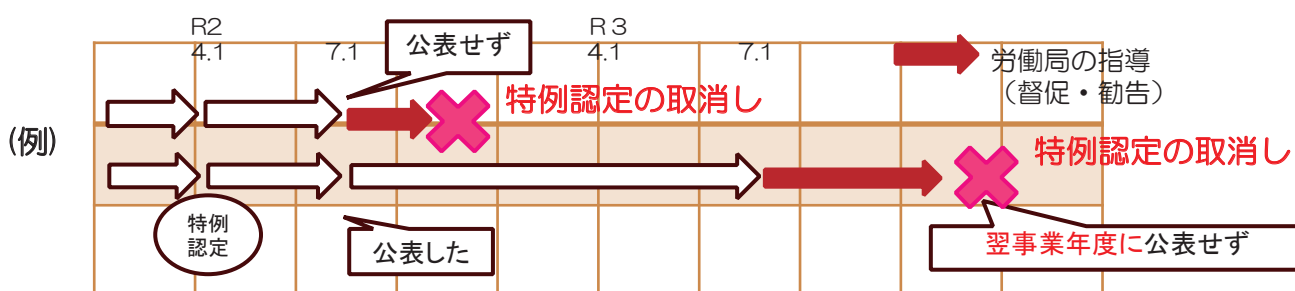 R2
4.1
7.1
公表せず
R3
4.1
7.1
労働局の指導
（督促・勧告）
特例認定の取消し
(例)
特例認定の取消し
特例
認定
公表した
翌事業年度に公表せず